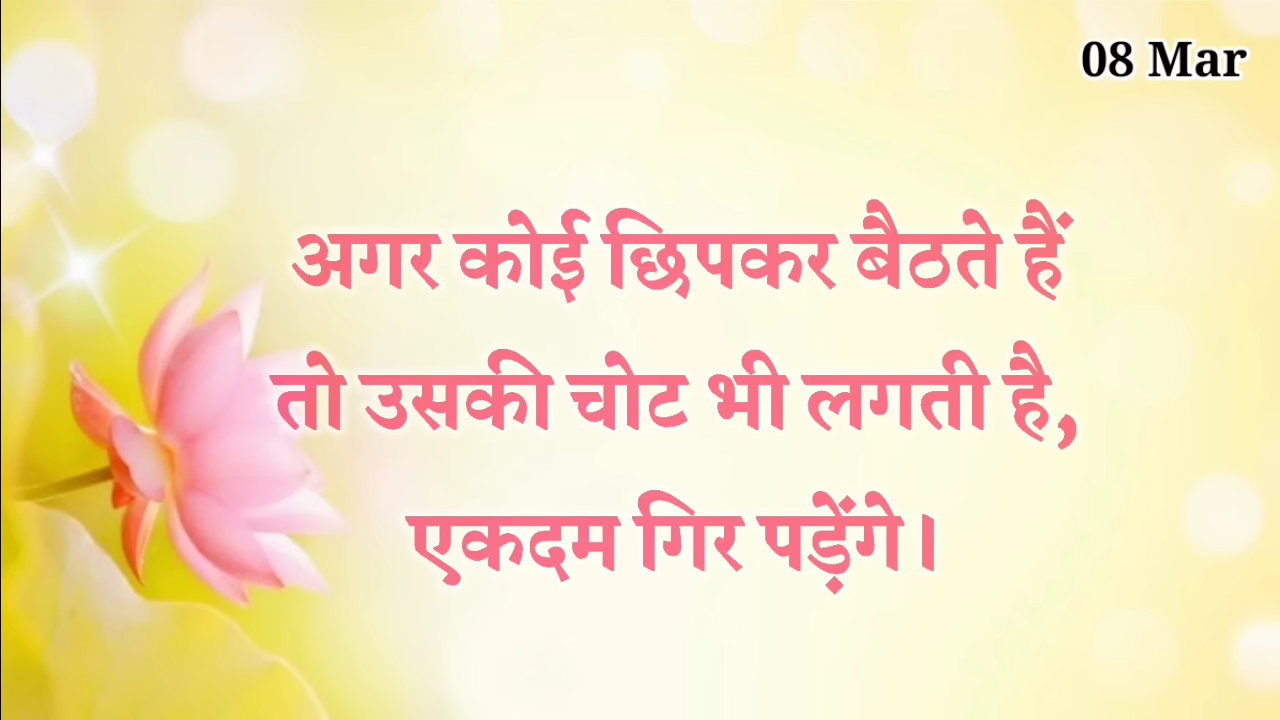 08 Mar
अगर कोई छिपकर बैठते हैं
तो उसकी चोट भी लगती है,
एकदम गिर पड़ेंगे।